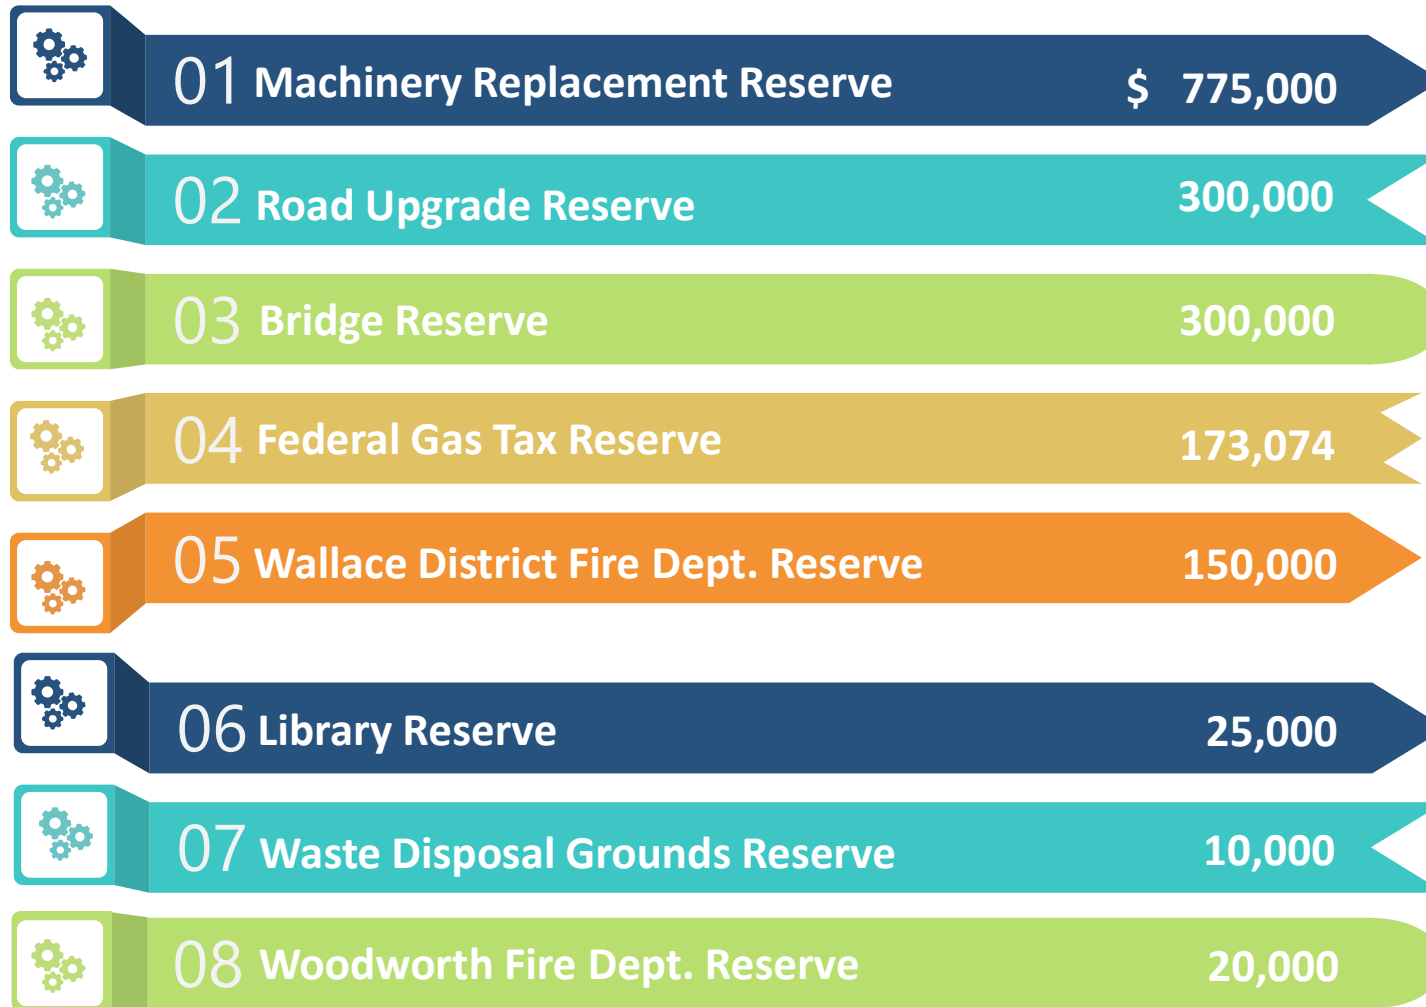 01 Machinery Replacement Reserve $ 775,000
02 Road Upgrade Reserve 300,000
03 Bridge Reserve 300,000
04 Federal Gas Tax Reserve 173,074
05 Wallace District Fire Dept. Reserve 150,000
06 Library Reserve 25,000
07 Waste Disposal Grounds Reserve 10,000
08 Woodworth Fire Dept. Reserve 20,000